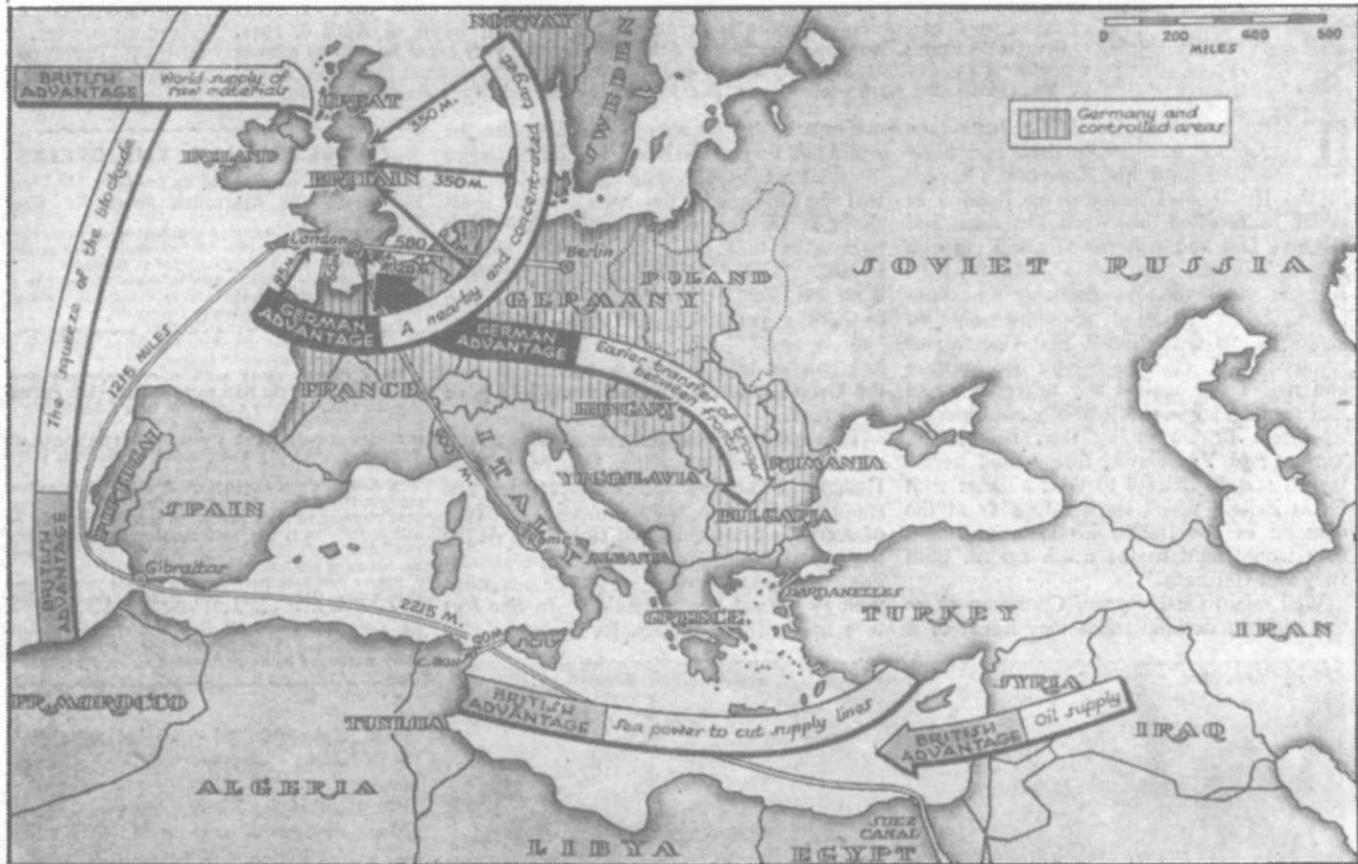 NORWAY
SWEDEN
0 200 400 600
MILES
BRITISH
ADVANTAGE
World supply of
raw materials
GREAT
BRITAIN
IRELAND
350 M.
350 M.
A nearby and concentrated target
GERMAN
ADVANTAGE
Germany and
controlled areas
The squeeze of the blockade
BRITISH
ADVANTAGE
London
580 M.
Berlin
95 M.
POLAND
GERMANY
SOVIET RUSSIA
1215 MILES
GERMAN
ADVANTAGE
Easier transfer of troops
between fronts
FRANCE
HUNGARY
ITALY
600 M.
YUGOSLAVIA
RUMANIA
BULGARIA
PORTUGAL
SPAIN
Rome
ALBANIA
Gibraltar
DARDANELLES
TURKEY
GREECE
IRAN
2215 M.
90 M.
SICILY
C. BON
FR. MOROCCO
TUNISIA
BRITISH
ADVANTAGE
Sea power to cut supply lines
SYRIA
BRITISH
ADVANTAGE
Oil supply
IRAQ
ALGERIA
LIBYA
SUEZ
CANAL
EGYPT